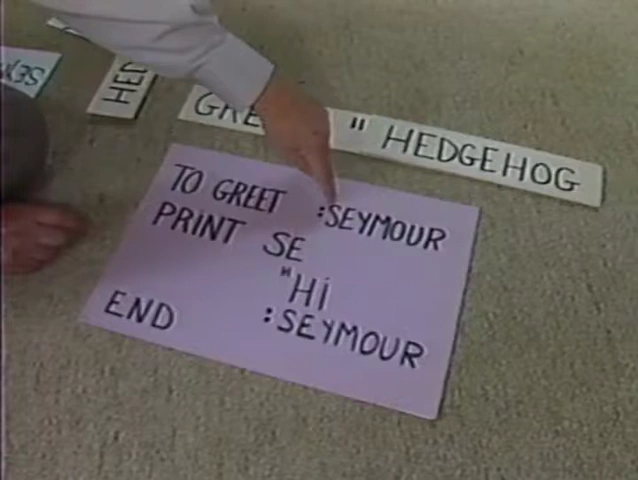 GREET "HEDGEHOG
TO GREET :SEYMOUR
PRINT SE
"Hi
:SEYMOUR
END